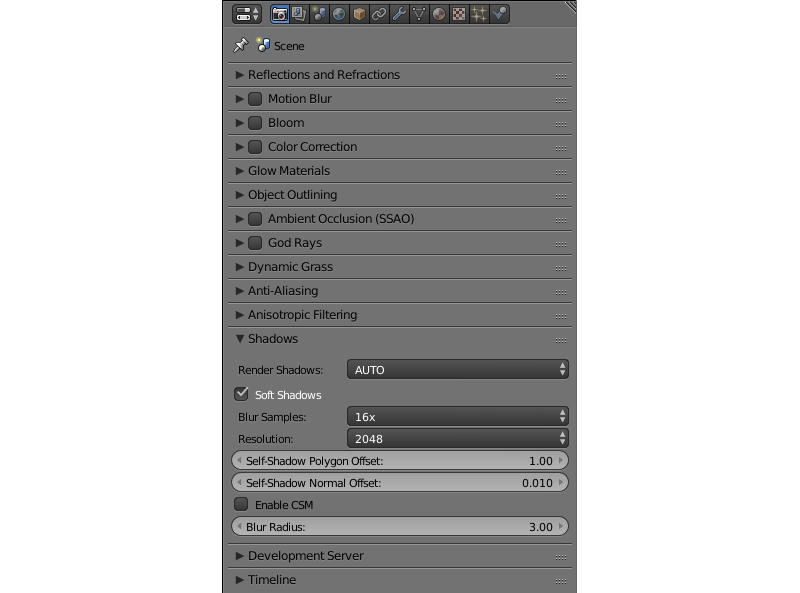 Scene
Reflections and Refractions
Motion Blur
Bloom
Color Correction
Glow Materials
Object Outlining
Ambient Occlusion (SSAO)
God Rays
Dynamic Grass
Anti-Aliasing
Anisotropic Filtering
Shadows
Render Shadows: AUTO
Soft Shadows
Blur Samples: 16x
Resolution: 2048
Self-Shadow Polygon Offset: 1.00
Self-Shadow Normal Offset: 0.010
Enable CSM
Blur Radius: 3.00
Development Server
Timeline